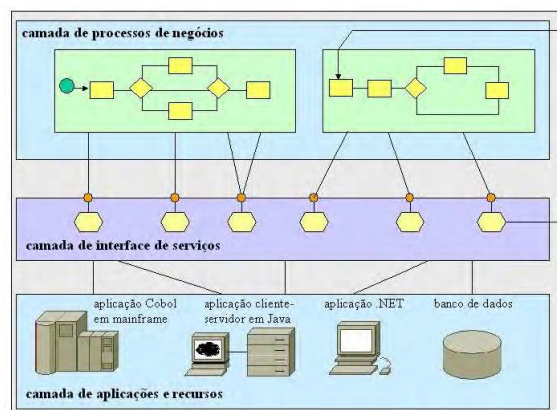 camada de processos de negócios
camada de interface de serviços
aplicação Cobol
em mainframe
aplicação cliente-
servidor em Java
aplicação .NET
banco de dados
camada de aplicações e recursos